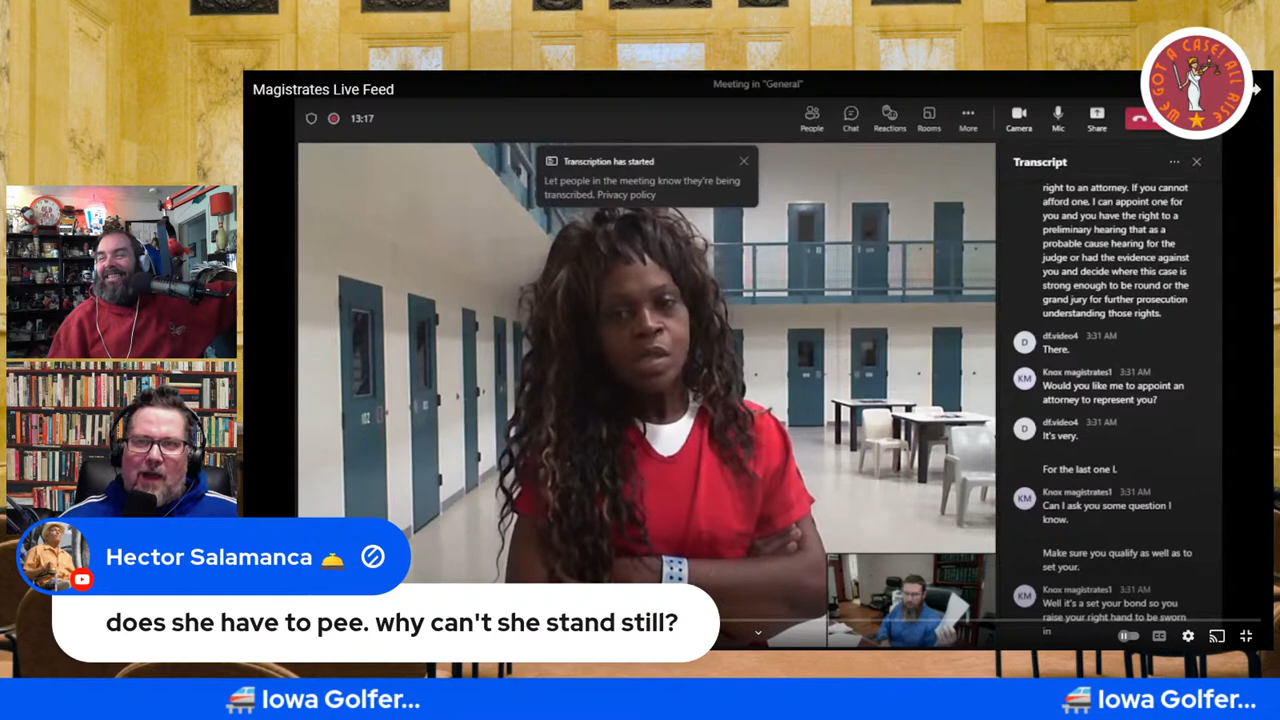 Magistrates Live Feed
Meeting in "General"
WE GOT A CASE! ALL RISE
13:17
People
Chat
Reactions
Rooms
More
Camera
Mic
Share
Transcription has started
Let people in the meeting know they're being
transcribed. Privacy policy
Transcript
right to an attorney. If you cannot
afford one. I can appoint one for
you and you have the right to a
preliminary hearing that as a
probable cause hearing for the
judge or had the evidence against
you and decide where this case is
strong enough to be round or the
grand jury for further prosecution
understanding those rights.
D
df.video4 3:31 AM
There.
KM
Knox magistrates1 3:31 AM
Would you like me to appoint an
attorney to represent you?
D
df.video4 3:31 AM
It's very.
For the last one I.
KM
Knox magistrates1 3:31 AM
Can I ask you some question I
know.
Make sure you qualify as well as to
set your.
KM
Knox magistrates1 3:31 AM
Well it's a set your bond so you
raise your right hand to be sworn
in
CC
Hector Salamanca
does she have to pee. why can't she stand still?
Iowa Golfer...
Iowa Golfer...